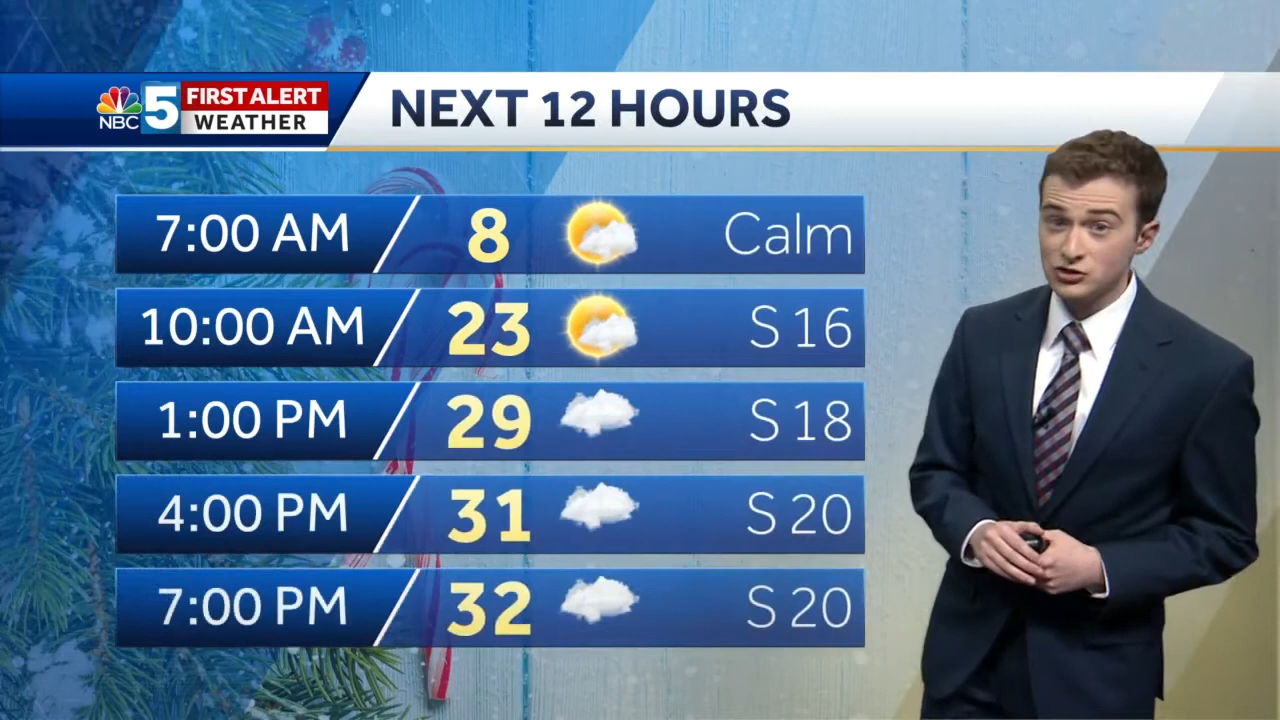 NBC 5 FIRST ALERT WEATHER
NEXT 12 HOURS
7:00 AM 8 Calm
10:00 AM 23 S 16
1:00 PM 29 S 18
4:00 PM 31 S 20
7:00 PM 32 S 20